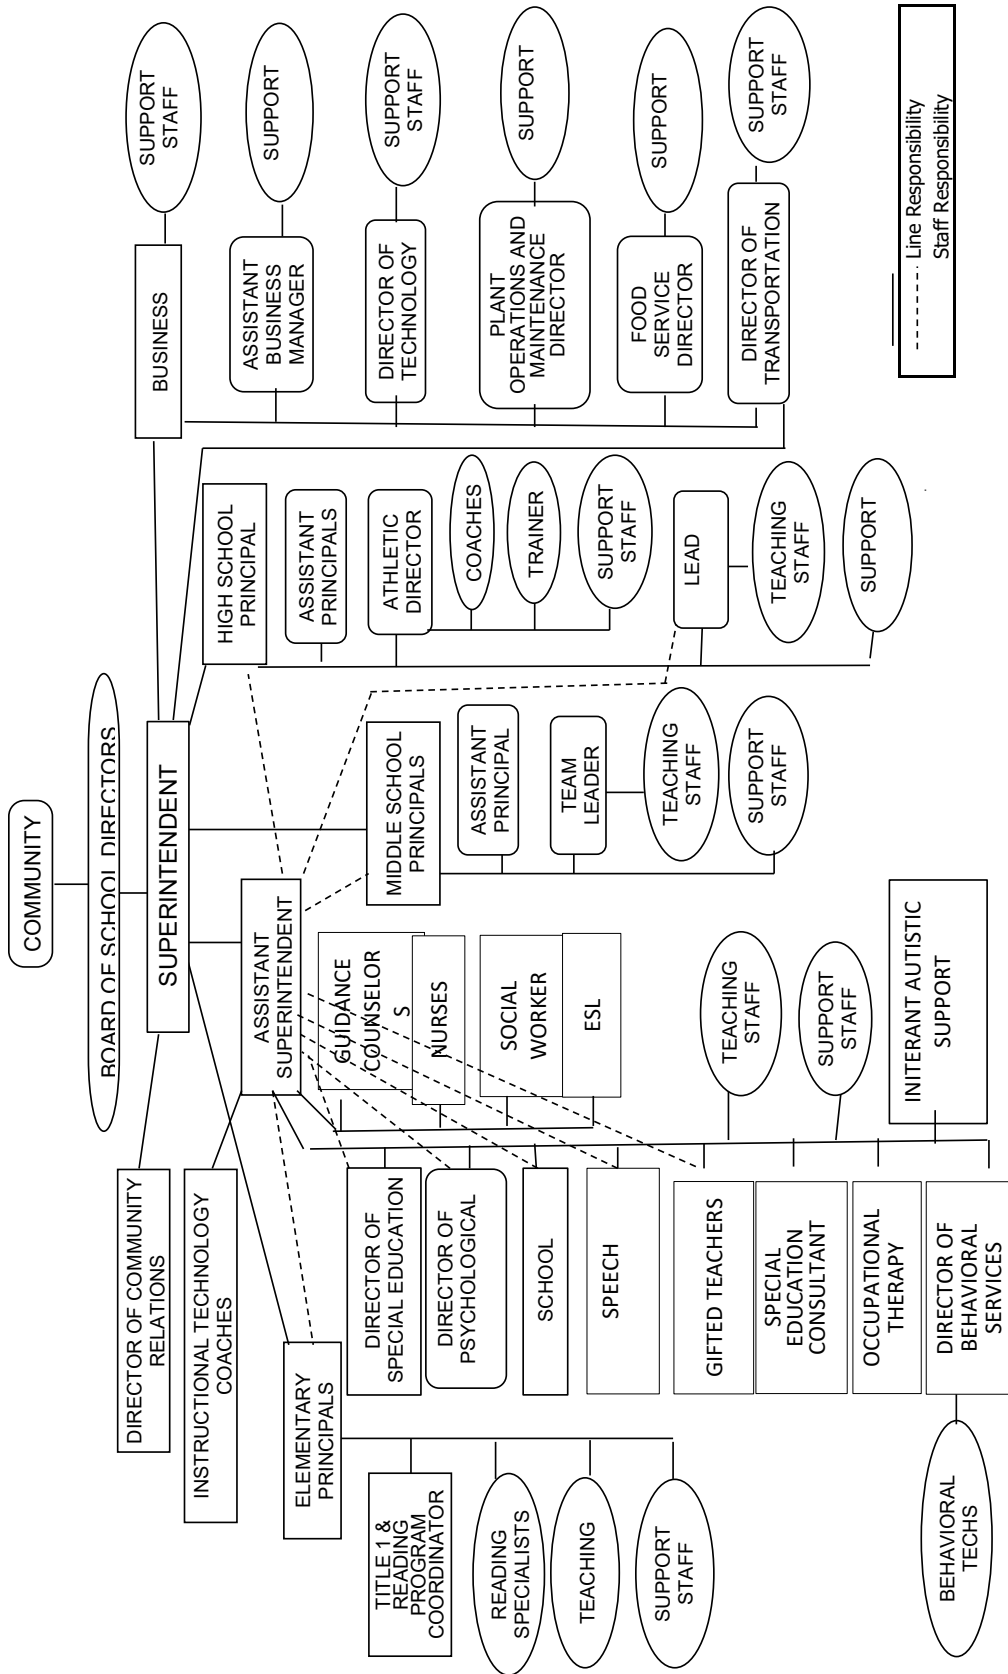 COMMUNITY
BOARD OF SCHOOL DIRECTORS
SUPERINTENDENT
DIRECTOR OF COMMUNITY
RELATIONS
INSTRUCTIONAL TECHNOLOGY
COACHES
ASSISTANT
SUPERINTENDENT
ELEMENTARY
PRINCIPALS
TITLE 1 &
READING
PROGRAM
COORDINATOR
READING
SPECIALISTS
TEACHING
SUPPORT
STAFF
DIRECTOR OF
SPECIAL EDUCATION
DIRECTOR OF
PSYCHOLOGICAL
SCHOOL
SPEECH
GIFTED TEACHERS
SPECIAL
EDUCATION
CONSULTANT
OCCUPATIONAL
THERAPY
DIRECTOR OF
BEHAVIORAL
SERVICES
BEHAVIORAL
TECHS
GUIDANCE
COUNSELOR
S
NURSES
SOCIAL
WORKER
ESL
TEACHING
STAFF
SUPPORT
STAFF
INITERANT AUTISTIC
SUPPORT
MIDDLE SCHOOL
PRINCIPALS
ASSISTANT
PRINCIPAL
TEAM
LEADER
TEACHING
STAFF
SUPPORT
STAFF
HIGH SCHOOL
PRINCIPAL
ASSISTANT
PRINCIPALS
ATHLETIC
DIRECTOR
COACHES
TRAINER
SUPPORT
STAFF
LEAD
TEACHING
STAFF
SUPPORT
BUSINESS
SUPPORT
STAFF
ASSISTANT
BUSINESS
MANAGER
SUPPORT
DIRECTOR OF
TECHNOLOGY
SUPPORT
STAFF
PLANT
OPERATIONS AND
MAINTENANCE
DIRECTOR
SUPPORT
FOOD
SERVICE
DIRECTOR
SUPPORT
DIRECTOR OF
TRANSPORTATION
SUPPORT
STAFF
Line Responsibility
Staff Responsibility